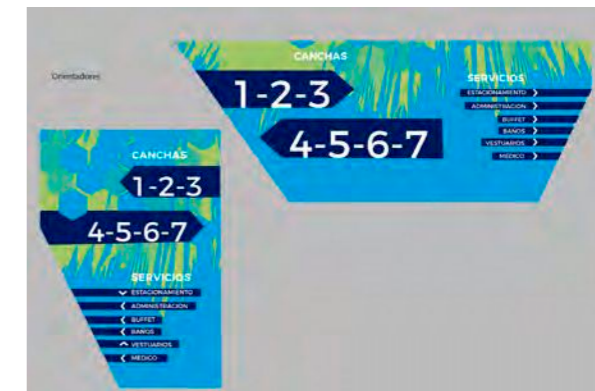 Orientadores
CANCHAS
1-2-3
4-5-6-7
SERVICIOS
ESTACIONAMIENTO
ADMINISTRACION
BUFFET
BAÑOS
VESTUARIOS
MEDICO
CANCHAS
1-2-3
4-5-6-7
SERVICIOS
ESTACIONAMIENTO
ADMINISTRACION
BUFFET
BAÑOS
VESTUARIOS
MEDICO